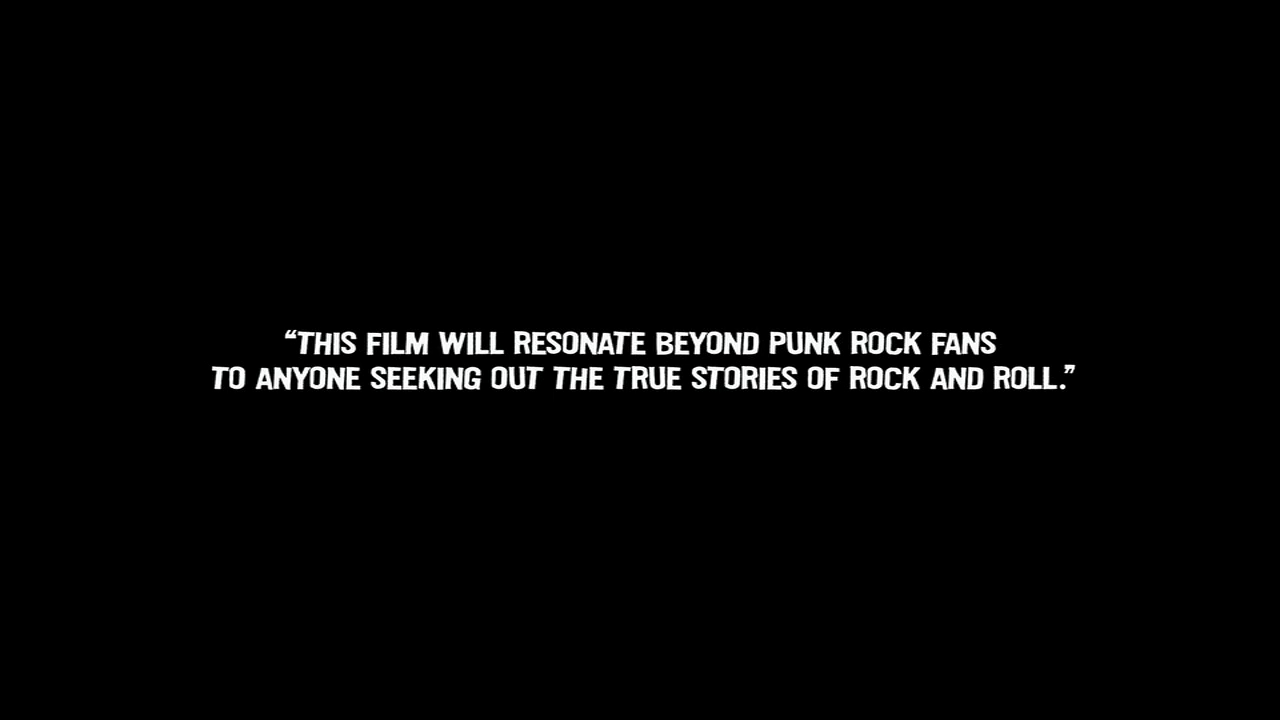 “THIS FILM WILL RESONATE BEYOND PUNK ROCK FANS
TO ANYONE SEEKING OUT THE TRUE STORIES OF ROCK AND ROLL.”